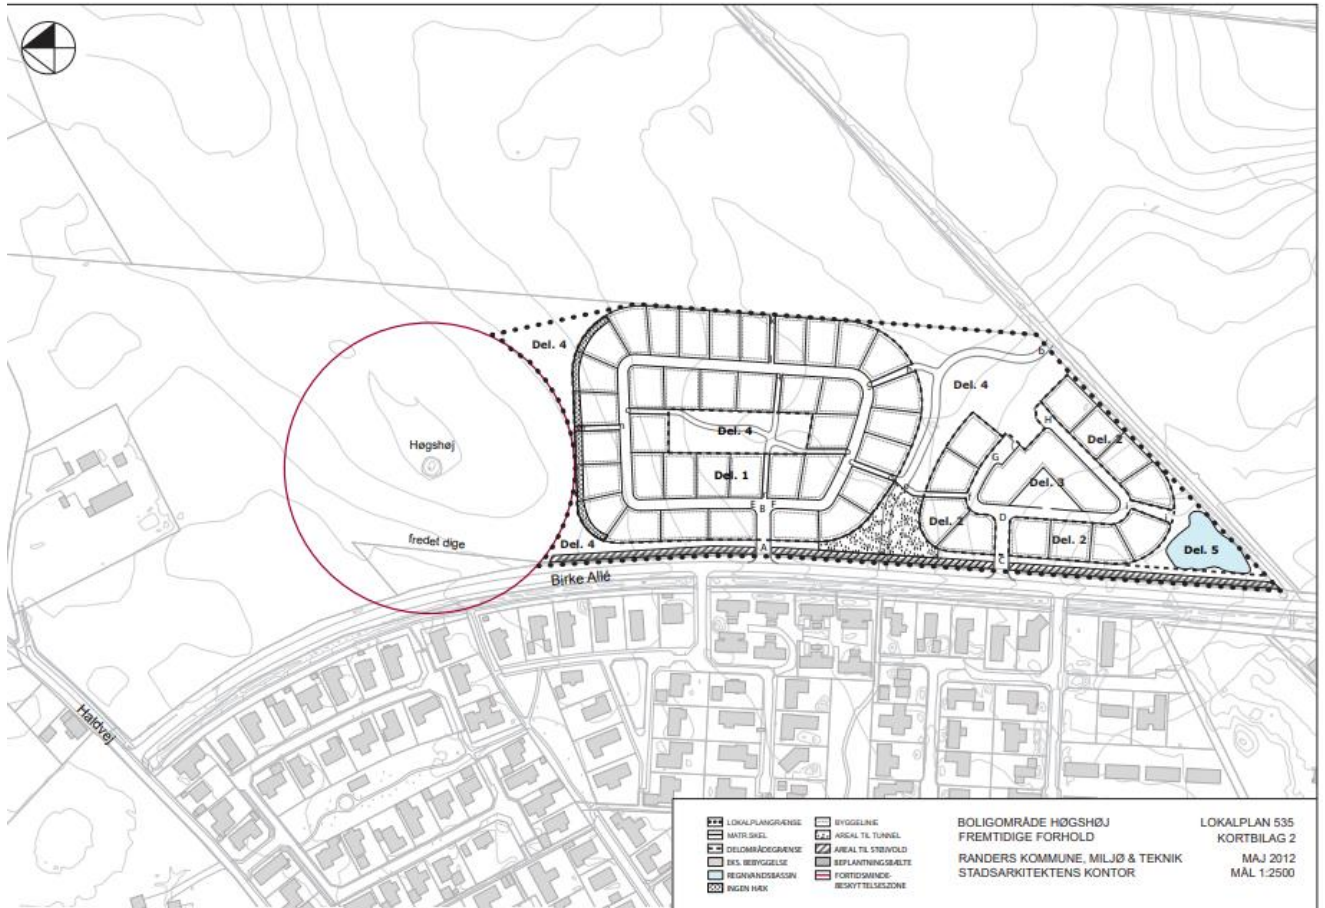 Del. 4
Del. 4
Høgshøj
Del. 4
Del. 2
G
H
Del. 1
Del. 3
E
B
F
Del. 2
D
Del. 2
fredet dige
Del. 4
A
C
Del. 5
Birke Allé
Haldvej
LOKALPLANGRÆNSE
MATR.SKEL
DELOMRÅDEGRÆNSE
EKS. BEBYGGELSE
REGNVANDSBASSIN
INGEN HÆK
BYGGELINIE
AREAL TIL TUNNEL
AREAL TIL STØJVOLD
BEPLANTNINGSBÆLTE
FORTIDSMINDE-
BESKYTTELSESZONE
BOLIGOMRÅDE HØGSHØJ
FREMTIDIGE FORHOLD
RANDERS KOMMUNE, MILJØ & TEKNIK
STADSARKITEKTENS KONTOR
LOKALPLAN 535
KORTBILAG 2
MAJ 2012
MÅL 1:2500